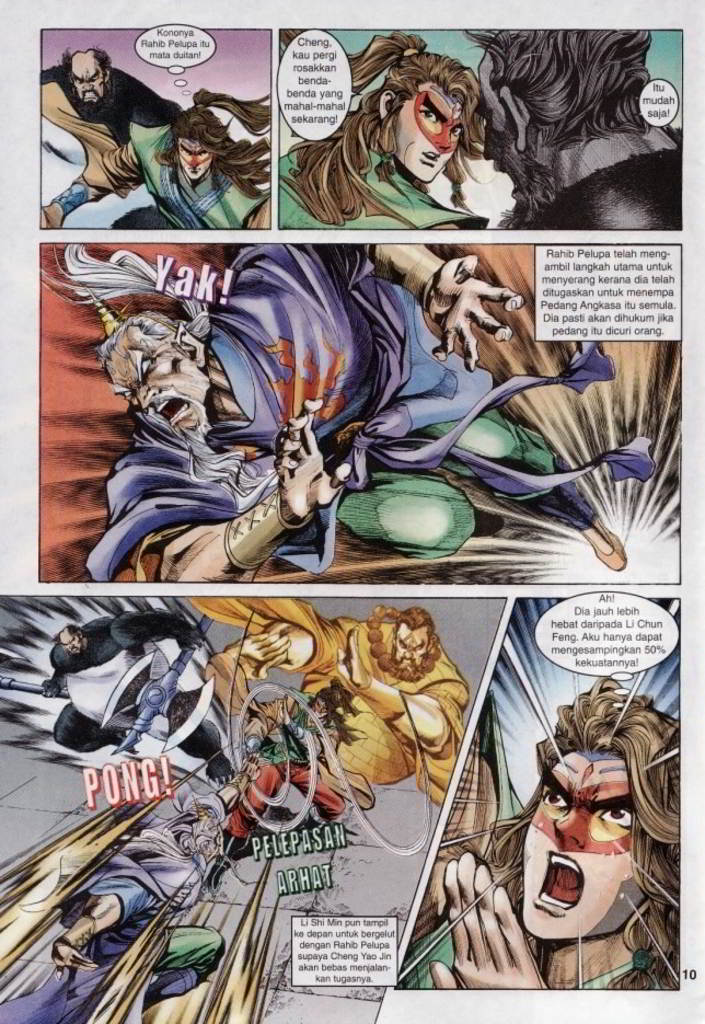 Kononya
Rahib Pelupa itu
mata duitan!
Cheng,
kau pergi
rosakkan
benda-
benda yang
mahal-mahal
sekarang!
Itu
mudah
saja!
Yak!
Rahib Pelupa telah meng-
ambil langkah utama untuk
menyerang kerana dia telah
ditugaskan untuk menempa
Pedang Angkasa itu semula.
Dia pasti akan dihukum jika
pedang itu dicuri orang.
PONG!
PELEPASAN
ARHAT
Li Shi Min pun tampil
ke depan untuk bergelut
dengan Rahib Pelupa
supaya Cheng Yao Jin
akan bebas menjalan-
kan tugasnya.
Ah!
Dia jauh lebih
hebat daripada Li Chun
Feng. Aku hanya dapat
mengesampingkan 50%
kekuatannya!
10